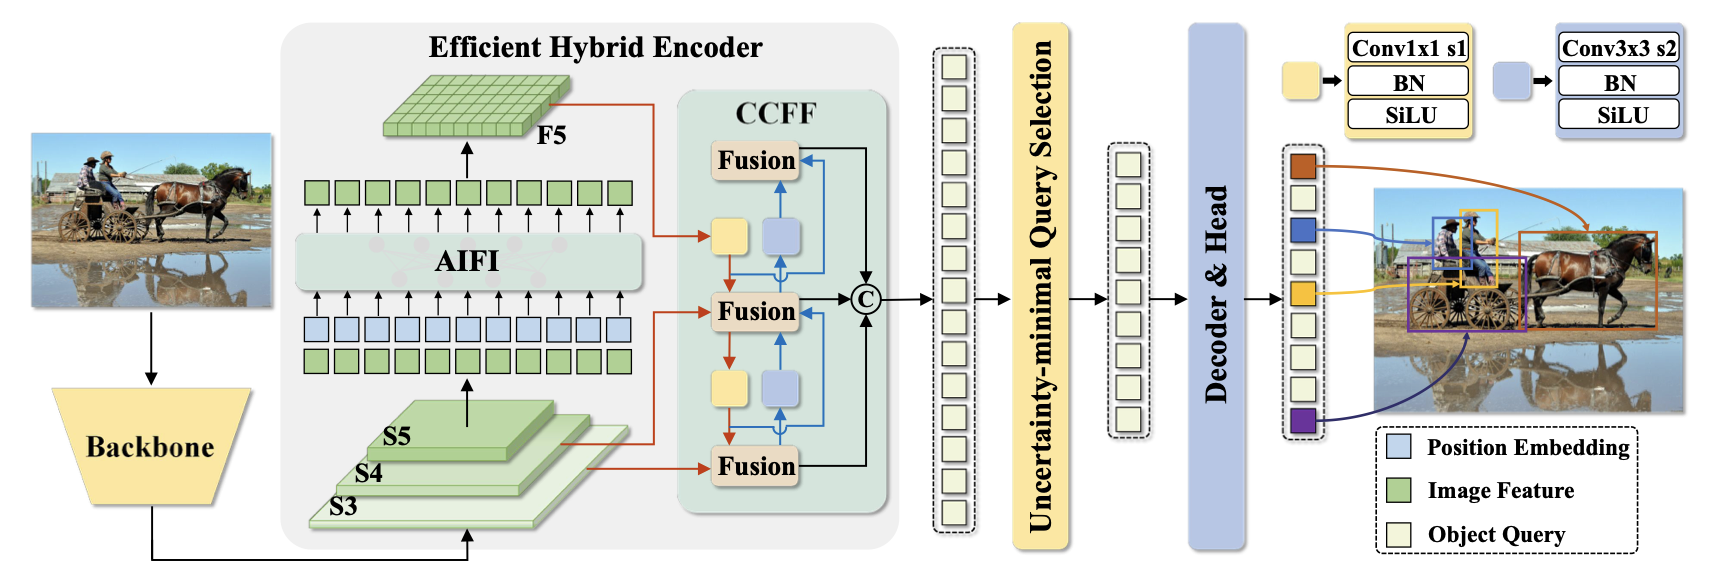 Efficient Hybrid Encoder
F5
AIFI
S5
S4
S3
Backbone
CCFF
Fusion
Fusion
Fusion
C
Uncertainty-minimal Query Selection
Decoder & Head
Conv1x1 s1
BN
SiLU
Conv3x3 s2
BN
SiLU
Position Embedding
Image Feature
Object Query